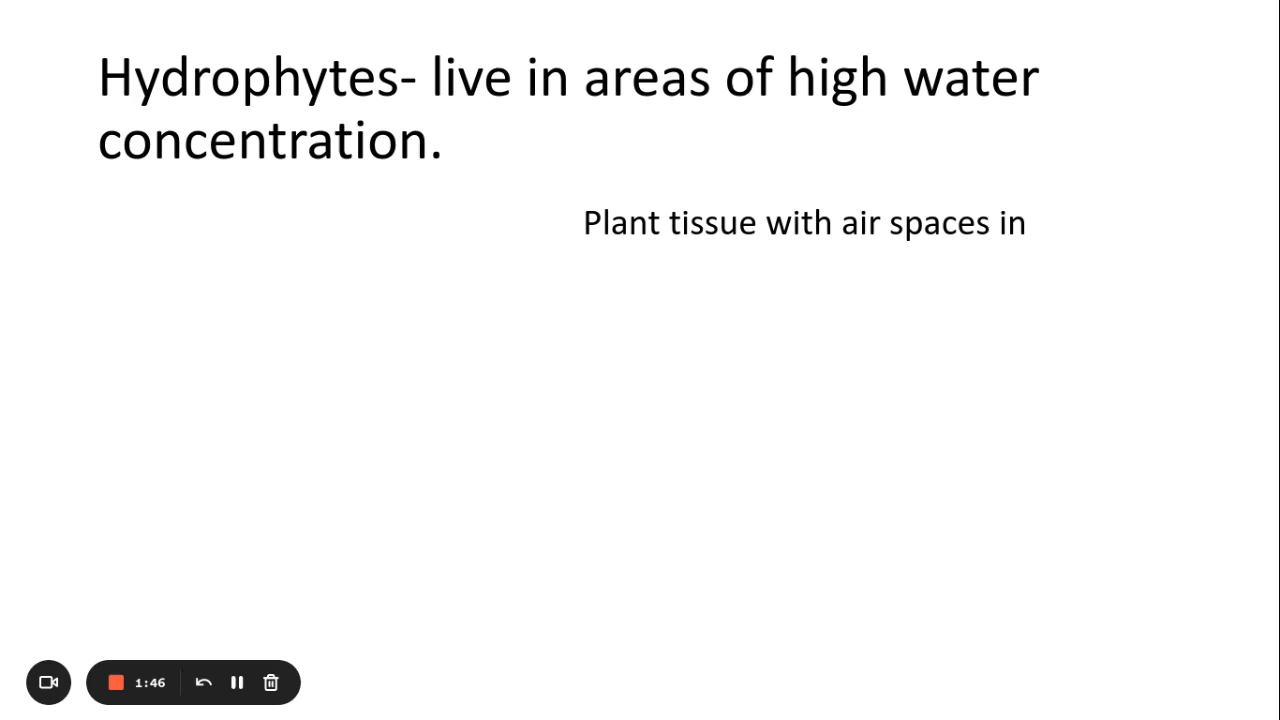 Hydrophytes- live in areas of high water
concentration.
Plant tissue with air spaces in
1:46